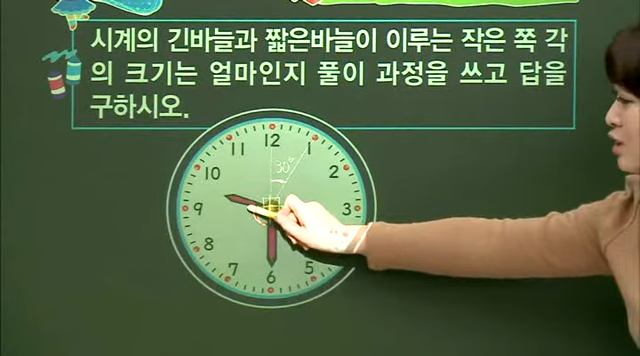 시계의 긴바늘과 짧은바늘이 이루는 작은 쪽 각
의 크기는 얼마인지 풀이 과정을 쓰고 답을
구하시오.
11 12 1
30°
10 2
9 3
8
7 6 5